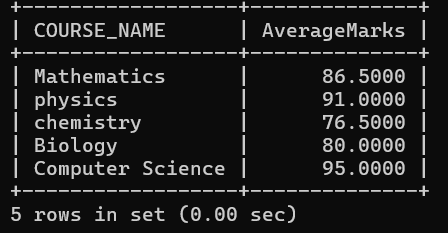 +------------------+--------------+
| COURSE_NAME      | AverageMarks |
+------------------+--------------+
| Mathematics      |      86.5000 |
| physics          |      91.0000 |
| chemistry        |      76.5000 |
| Biology          |      80.0000 |
| Computer Science |      95.0000 |
+------------------+--------------+
5 rows in set (0.00 sec)